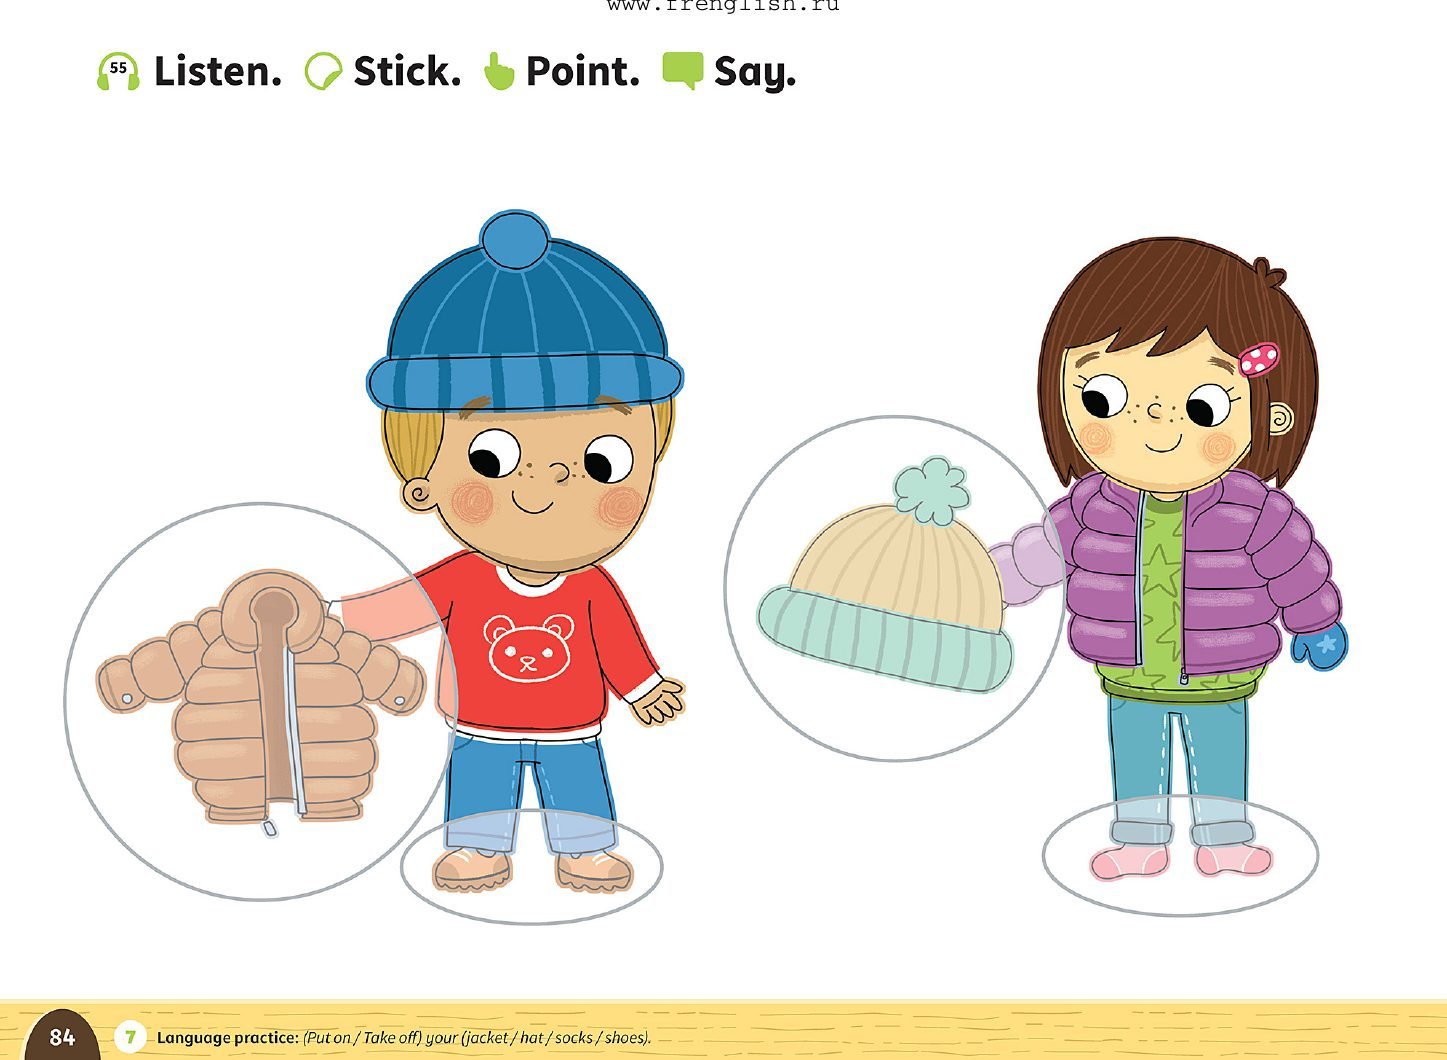 www.frenglish.ru
55 Listen. Stick. Point. Say.
84 7 Language practice: (Put on / Take off) your (jacket / hat / socks / shoes).